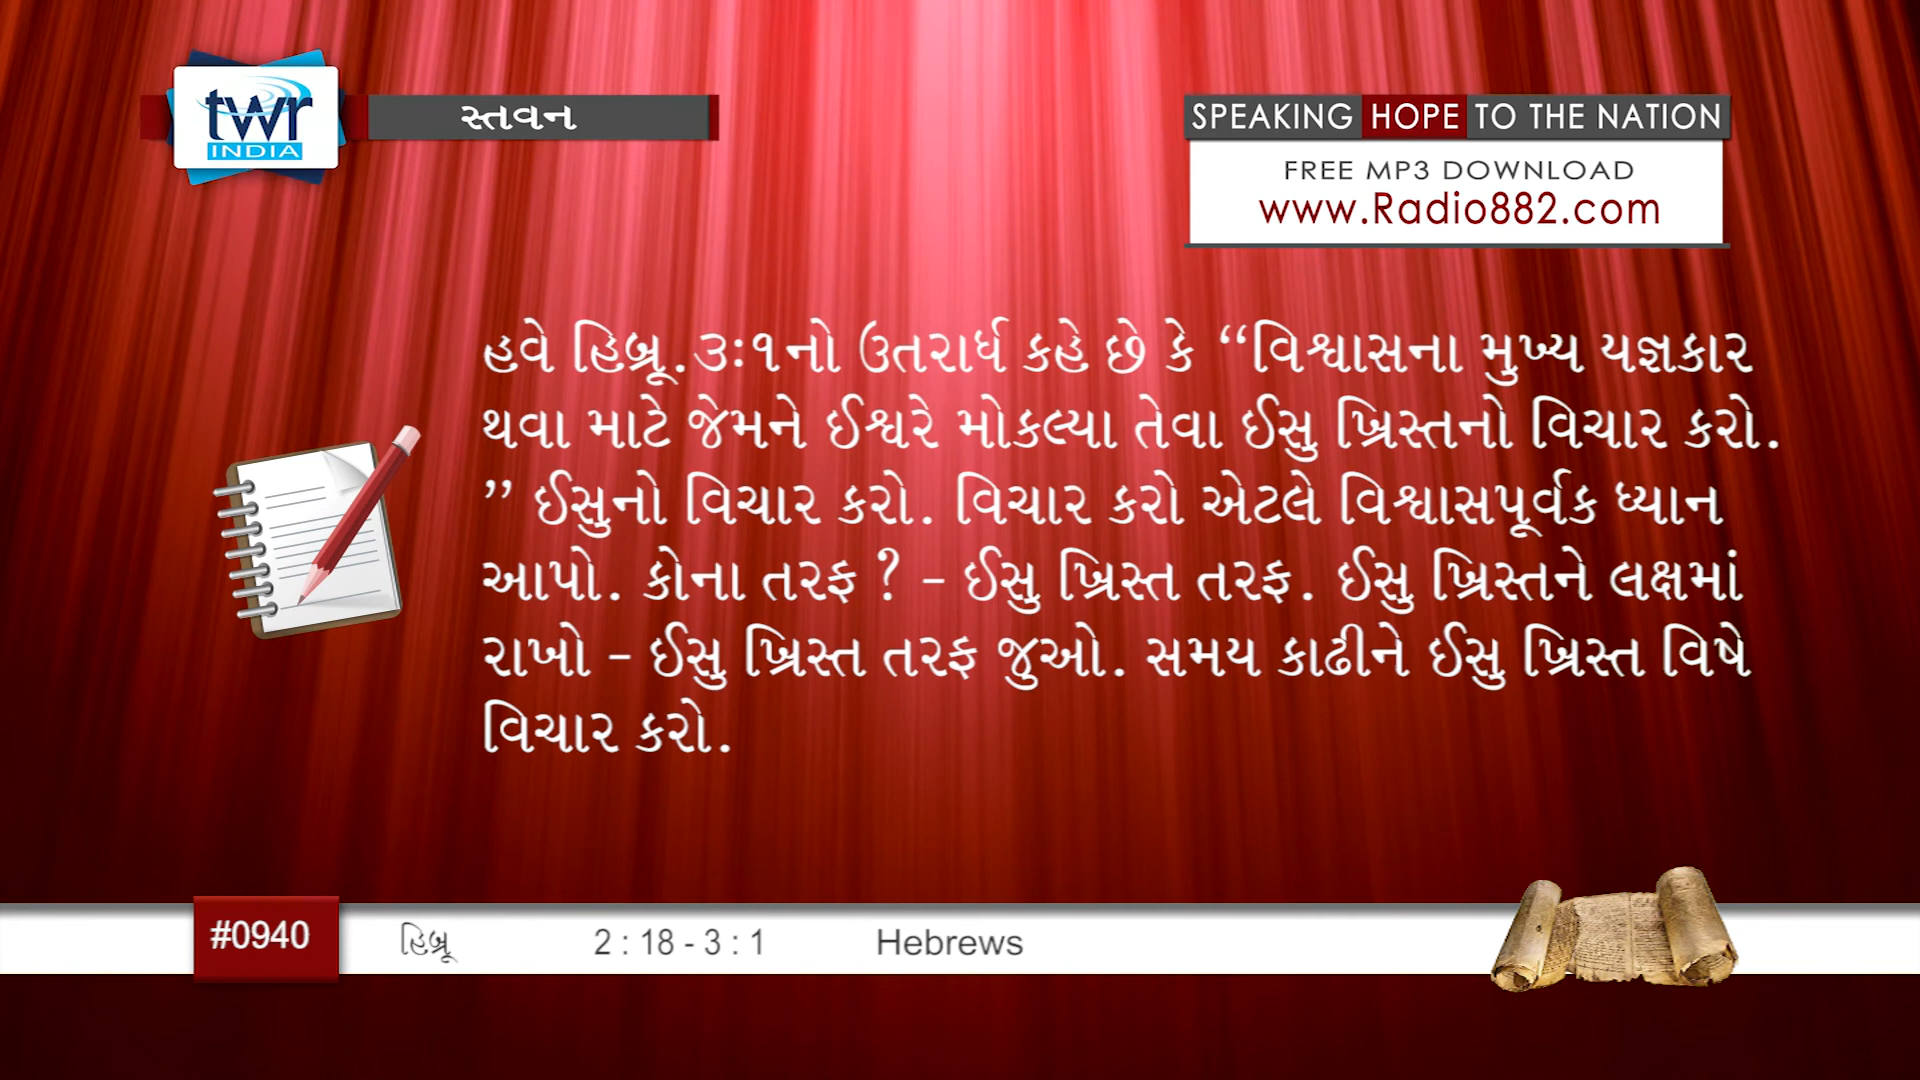 twr
INDIA
સ્તવન
SPEAKING HOPE TO THE NATION
FREE MP3 DOWNLOAD
www.Radio882.com
હવે હિબ્રૂ.૩ઃ૧નો ઉતરાર્ધ કહે છે કે “વિશ્વાસના મુખ્ય યજ્ઞકાર
થવા માટે જેમને ઈશ્વરે મોકલ્યા તેવા ઈસુ ખ્રિસ્તનો વિચાર કરો.
” ઈસુનો વિચાર કરો. વિચાર કરો એટલે વિશ્વાસપૂર્વક ધ્યાન
આપો. કોના તરફ ? - ઈસુ ખ્રિસ્ત તરફ. ઈસુ ખ્રિસ્તને લક્ષમાં
રાખો - ઈસુ ખ્રિસ્ત તરફ જુઓ. સમય કાઢીને ઈસુ ખ્રિસ્ત વિષે
વિચાર કરો.
#0940 હિબ્રૂ 2 : 18 - 3 : 1 Hebrews